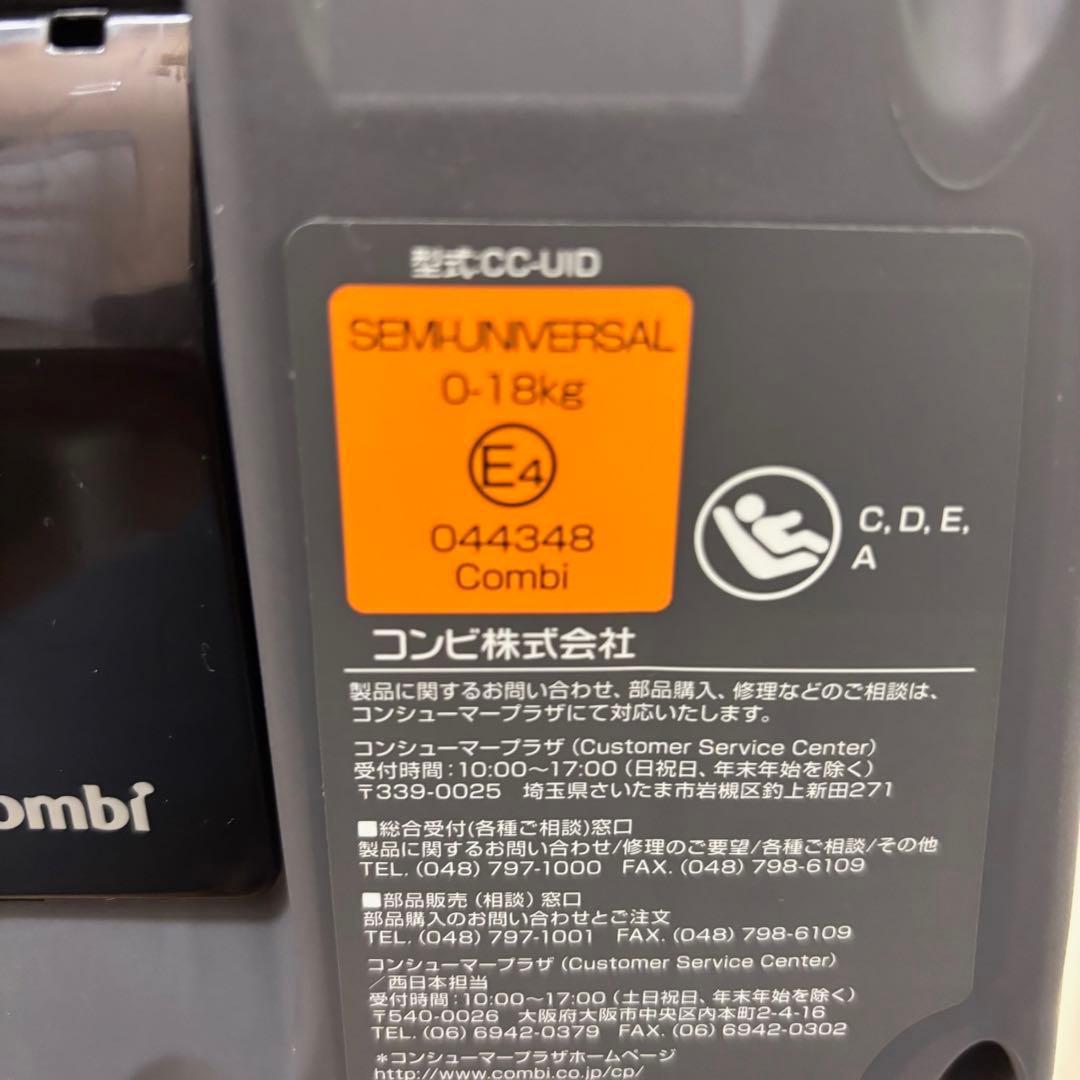 型式:CC-UID
SEMI-UNIVERSAL
0-18kg
E4
044348
Combi
C, D, E,
A
コンビ株式会社
製品に関するお問い合わせ、部品購入、修理などのご相談は、
コンシューマープラザにて対応いたします。
コンシューマープラザ (Customer Service Center)
受付時間:10:00〜17:00 (日祝日、年末年始を除く)
〒339-0025 埼玉県さいたま市岩槻区釣上新田271
■総合受付(各種ご相談)窓口
製品に関するお問い合わせ/修理のご要望/各種ご相談/その他
TEL. (048) 797-1000 FAX. (048) 798-6109
■部品販売 (相談) 窓口
部品購入のお問い合わせとご注文
TEL. (048) 797-1001 FAX. (048) 798-6109
コンシューマープラザ (Customer Service Center)
/西日本担当
受付時間:10:00〜17:00 (土日祝日、年末年始を除く)
〒540-0026 大阪府大阪市中央区内本町2-4-16
TEL. (06) 6942-0379 FAX. (06) 6942-0302
*コンシューマープラザホームページ
http://www.combi.co.jp/cp/
ombi